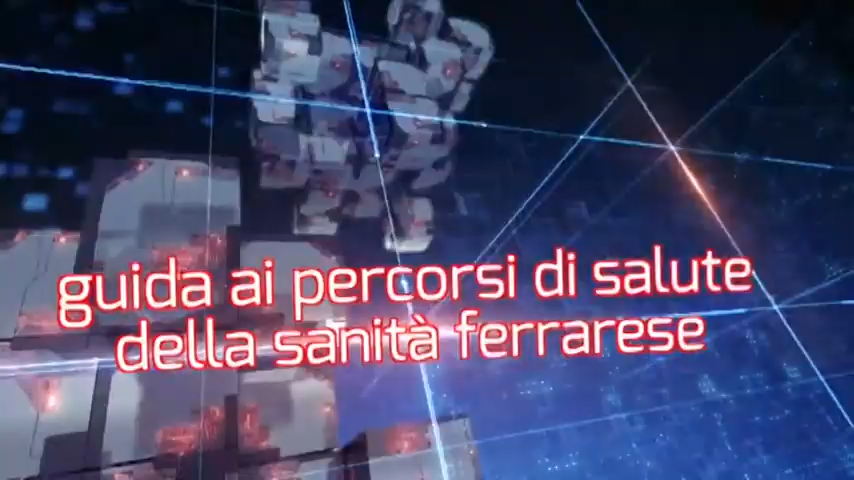 guida ai percorsi di salute
della sanità ferrarese